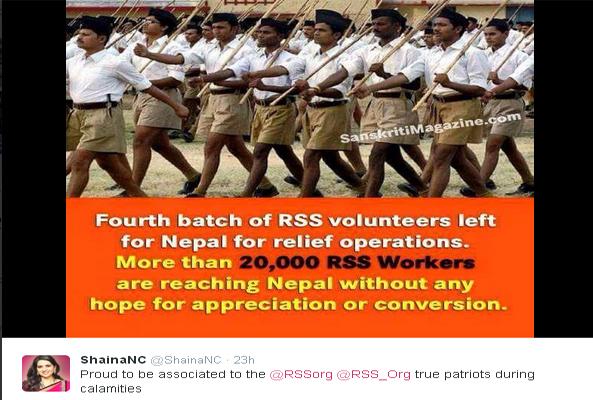 SanskritiMagazine.com
Fourth batch of RSS volunteers left
for Nepal for relief operations.
More than 20,000 RSS Workers
are reaching Nepal without any
hope for appreciation or conversion.
ShainaNC @ShainaNC · 23h
Proud to be associated to the @RSSorg @RSS_Org true patriots during
calamities